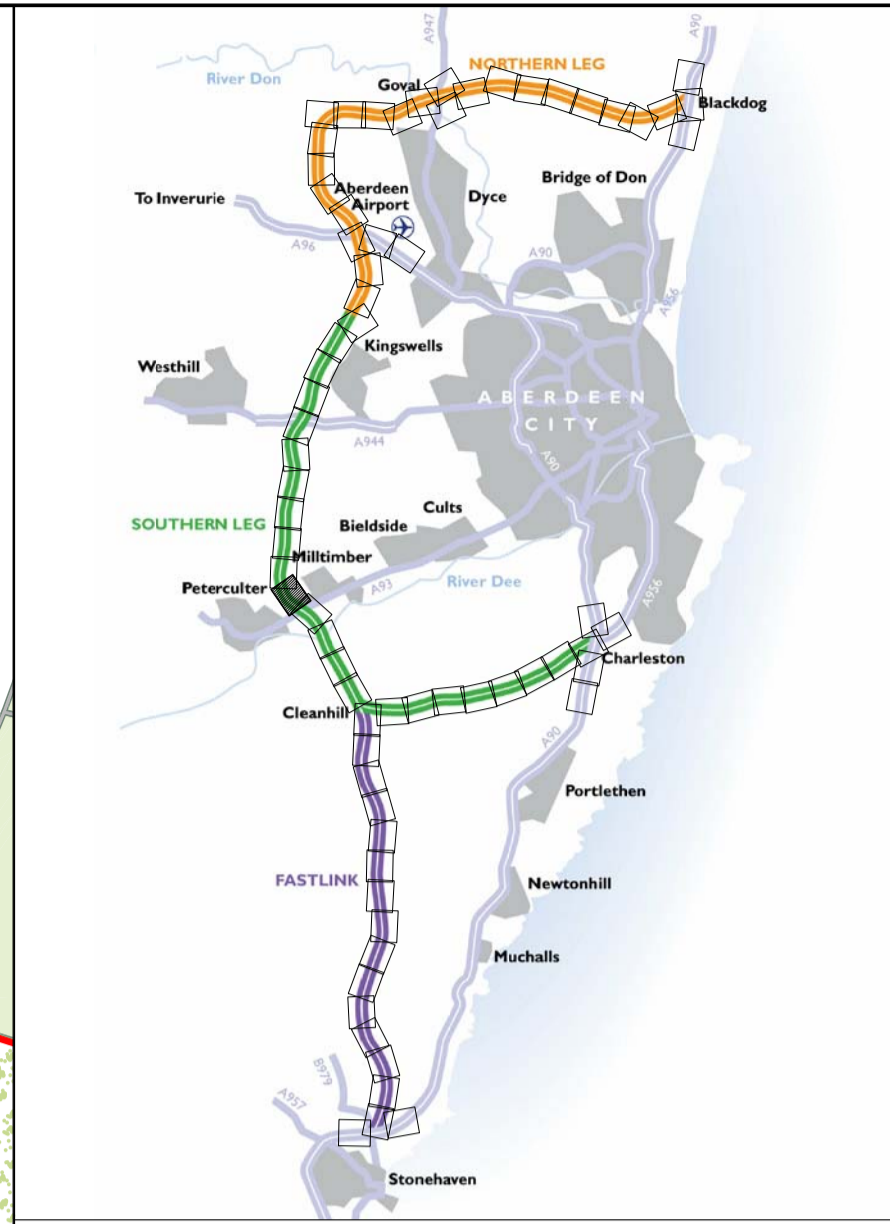 A947
A90
NORTHERN LEG
River Don
Goval
Blackdog
Bridge of Don
Aberdeen
Airport
Dyce
To Inverurie
A96
A90
A956
Kingswells
Westhill
ABERDEEN
CITY
A944
A90
Cults
SOUTHERN LEG
Bieldside
Milltimber
River Dee
Peterculter
A93
A956
Charleston
Cleanhill
A90
Portlethen
FASTLINK
Newtonhill
Muchalls
B979
A957
Stonehaven